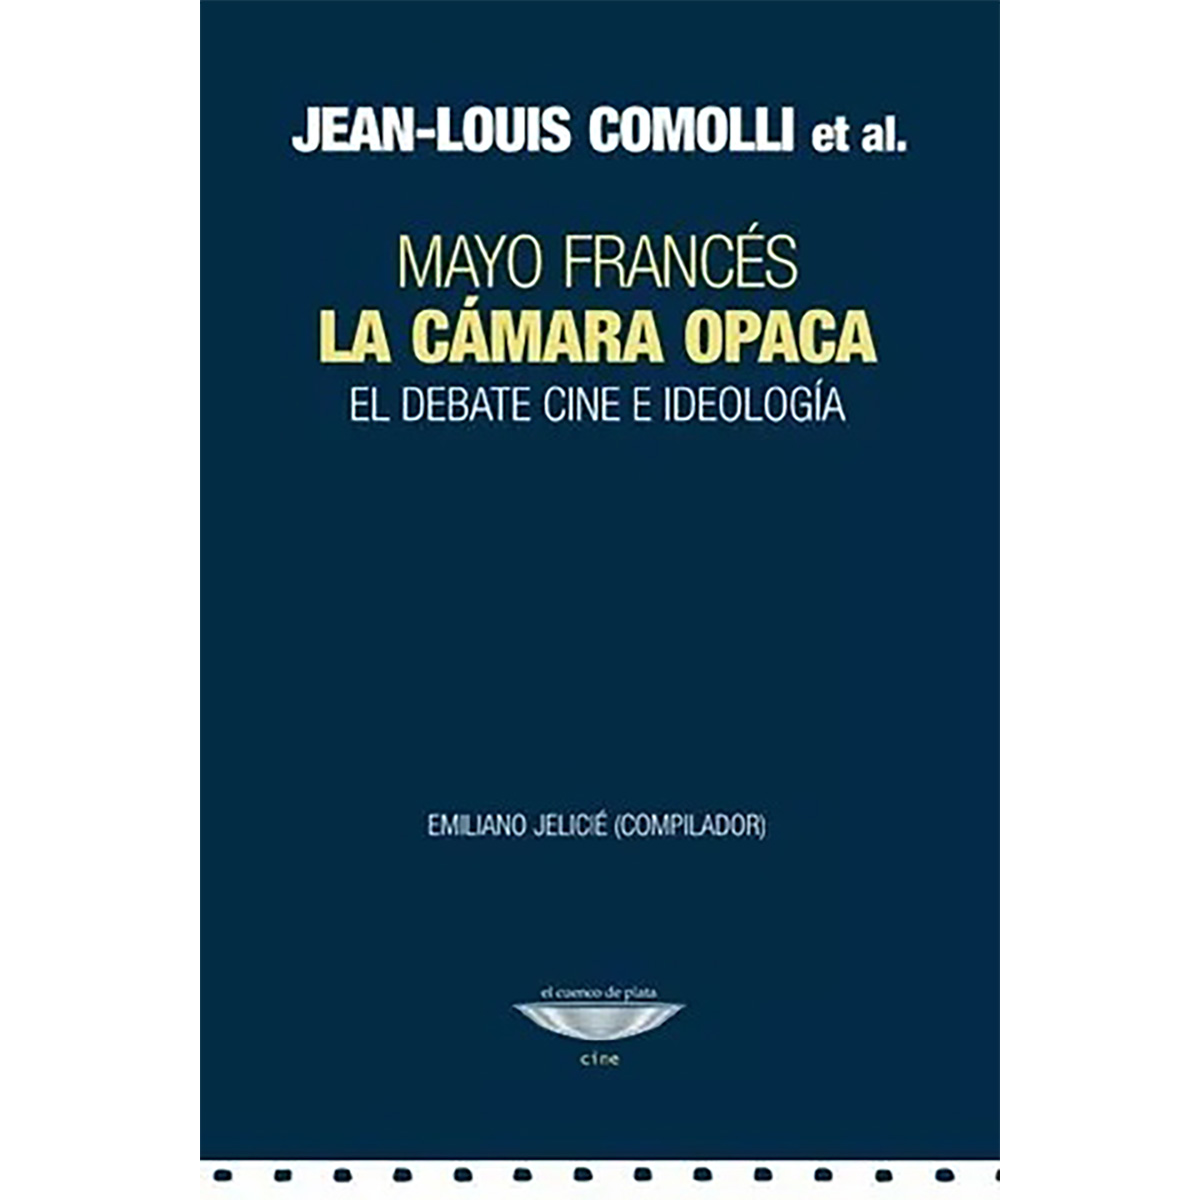 JEAN-LOUIS COMOLLI et al.
MAYO FRANCÉS
LA CÁMARA OPACA
EL DEBATE CINE E IDEOLOGÍA
EMILIANO JELICIÉ (COMPILADOR)
el cuenco de plata
cine